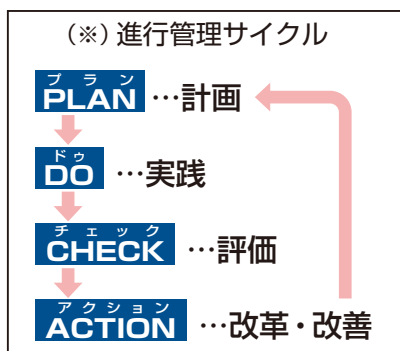 (※)進行管理サイクル
プラン
PLAN …計画
ドゥ
DO …実践
チェック
CHECK …評価
アクション
ACTION …改革・改善